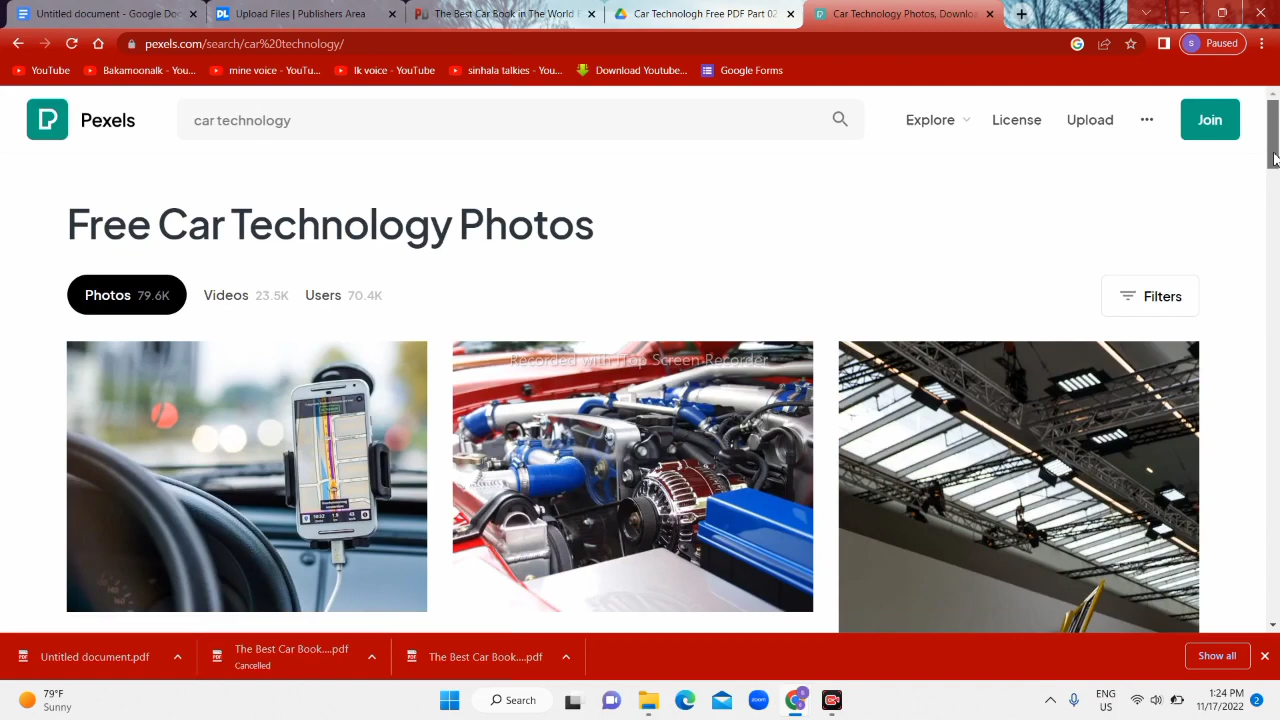 Untitled document - Google Doc
Upload Files | Publishers Area
The Best Car Book in The World F
Car Technologh Free PDF Part 02
Car Technology Photos, Downloa
pexels.com/search/car%20technology/
S Paused
YouTube
Bakamoonalk - You...
mine voice - YouTu...
lk voice - YouTube
sinhala talkies - You...
Download Youtube...
Google Forms
Pexels
car technology
Explore
License
Upload
Join
Free Car Technology Photos
Photos 79.6K
Videos 23.5K
Users 70.4K
Filters
Recorded with iTop Screen Recorder
Untitled document.pdf
The Best Car Book....pdf
Cancelled
The Best Car Book....pdf
Show all
79°F
Sunny
Search
zoom
ENG
US
1:24 PM
11/17/2022
2